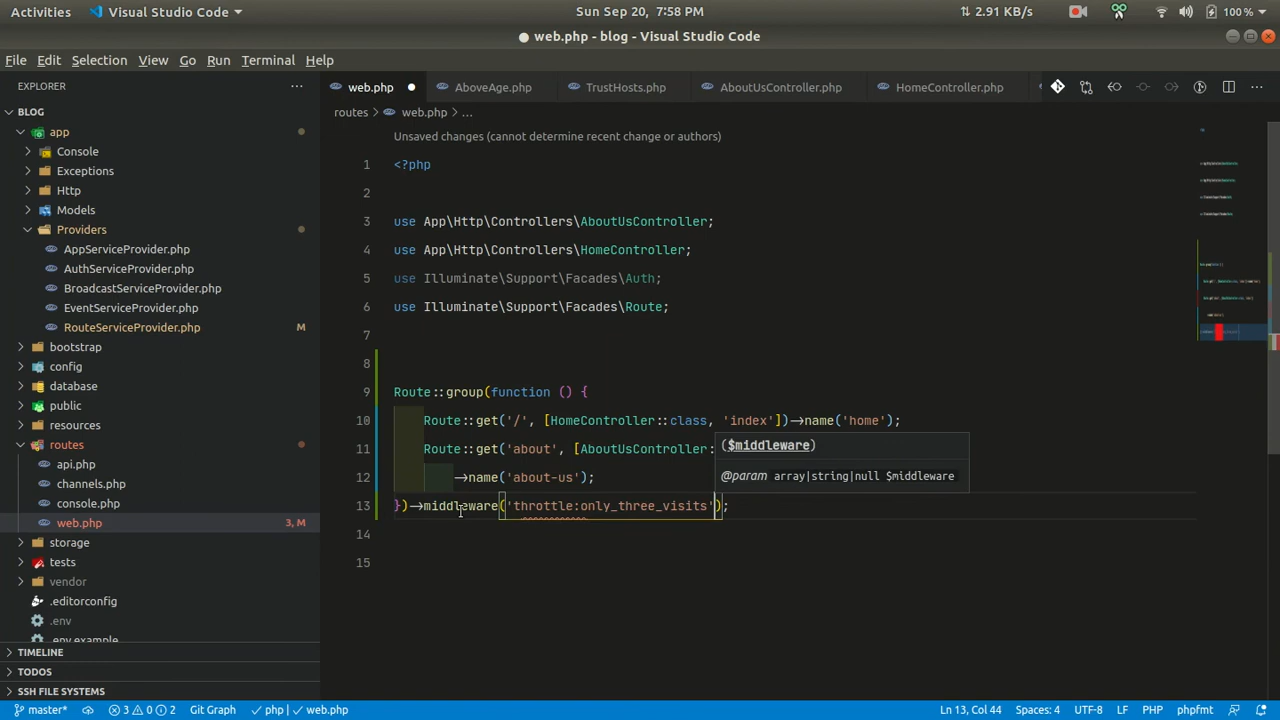 Activities Visual Studio Code Sun Sep 20, 7:58 PM 2.91 KB/s 100%
web.php - blog - Visual Studio Code
File Edit Selection View Go Run Terminal Help
EXPLORER
web.php AboveAge.php TrustHosts.php AboutUsController.php HomeController.php
BLOG
routes > web.php > ...
app
Console
Exceptions
Http
Models
Providers
AppServiceProvider.php
AuthServiceProvider.php
BroadcastServiceProvider.php
EventServiceProvider.php
RouteServiceProvider.php M
bootstrap
config
database
public
resources
routes
api.php
channels.php
console.php
web.php 3, M
storage
tests
vendor
.editorconfig
.env
.env.example
TIMELINE
TODOS
SSH FILE SYSTEMS
Unsaved changes (cannot determine recent change or authors)
1 <?php
2
3 use App\Http\Controllers\AboutUsController;
4 use App\Http\Controllers\HomeController;
5 use Illuminate\Support\Facades\Auth;
6 use Illuminate\Support\Facades\Route;
7
8
9 Route::group(function () {
10 Route::get('/', [HomeController::class, 'index'])->name('home');
11 Route::get('about', [AboutUsController:
12 ->name('about-us');
13 })->middleware('throttle:only_three_visits');
14
15
($middleware)
@param array|string|null $middleware
master* 3 0 2 Git Graph php | web.php Ln 13, Col 44 Spaces: 4 UTF-8 LF PHP phpfmt